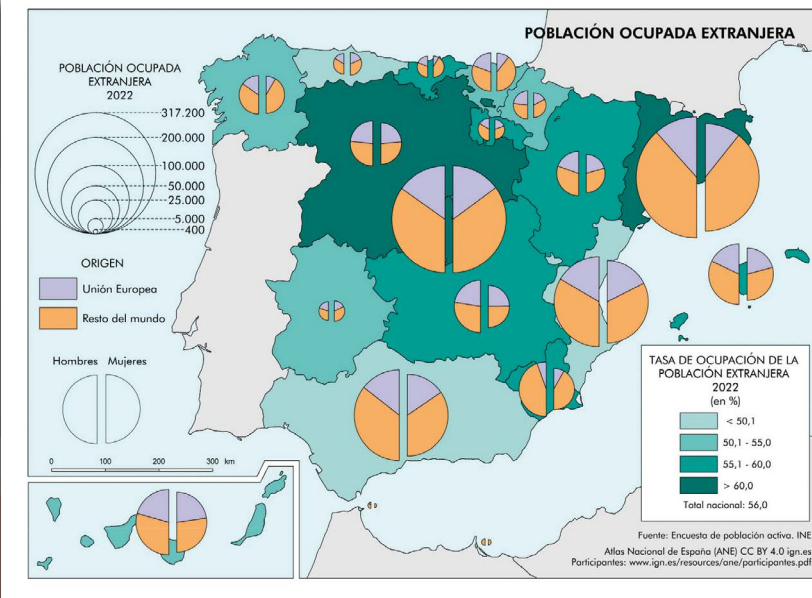 POBLACIÓN OCUPADA EXTRANJERA
POBLACIÓN OCUPADA
EXTRANJERA
2022
317.200
200.000
100.000
50.000
25.000
5.000
400
ORIGEN
Unión Europea
Resto del mundo
Hombres Mujeres
0 100 200 300 km
TASA DE OCUPACIÓN DE LA
POBLACIÓN EXTRANJERA
2022
(en %)
< 50,1
50,1 - 55,0
55,1 - 60,0
> 60,0
Total nacional: 56,0
Fuente: Encuesta de población activa. INE
Atlas Nacional de España (ANE) CC BY 4.0 ign.es
Participantes: www.ign.es/resources/ane/participantes.pdf